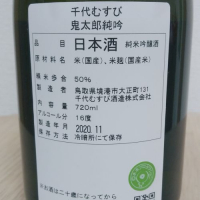 千代むすび
鬼太郎純吟
品目 日本酒 純米吟醸酒
原材料名 米(国産)、米麹(国産米)
精米歩合 50%
製造者 鳥取県境港市大正町131
千代むすび酒造株式会社
内容量 720ml
アルコール分 16度
製造年月 2020.11
保存方法 冷暗所にて保存
お酒は二十歳になってから